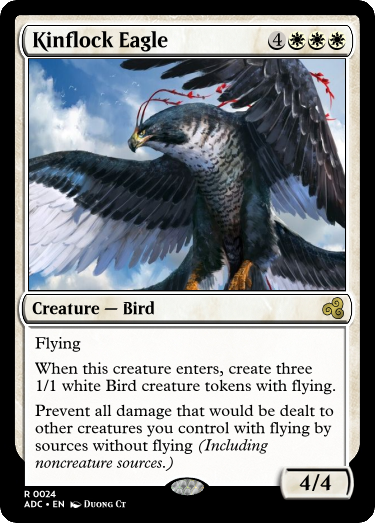 Kinflock Eagle 4
Creature — Bird
Flying
When this creature enters, create three
1/1 white Bird creature tokens with flying.
Prevent all damage that would be dealt to
other creatures you control with flying by
sources without flying (Including
noncreature sources.)
4/4
R 0024
ADC • EN Duong Ct